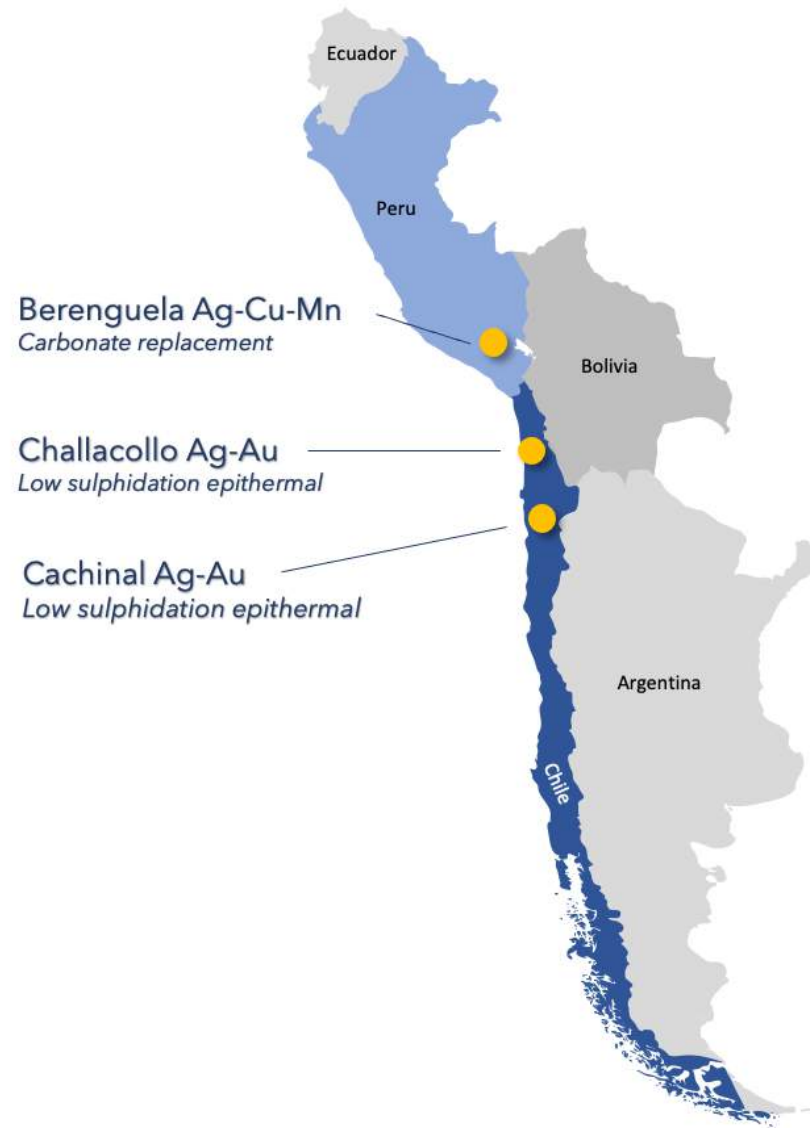 Ecuador
Peru
Berenguela Ag-Cu-Mn
Carbonate replacement
Bolivia
Challacollo Ag-Au
Low sulphidation epithermal
Cachinal Ag-Au
Low sulphidation epithermal
Argentina
Chile